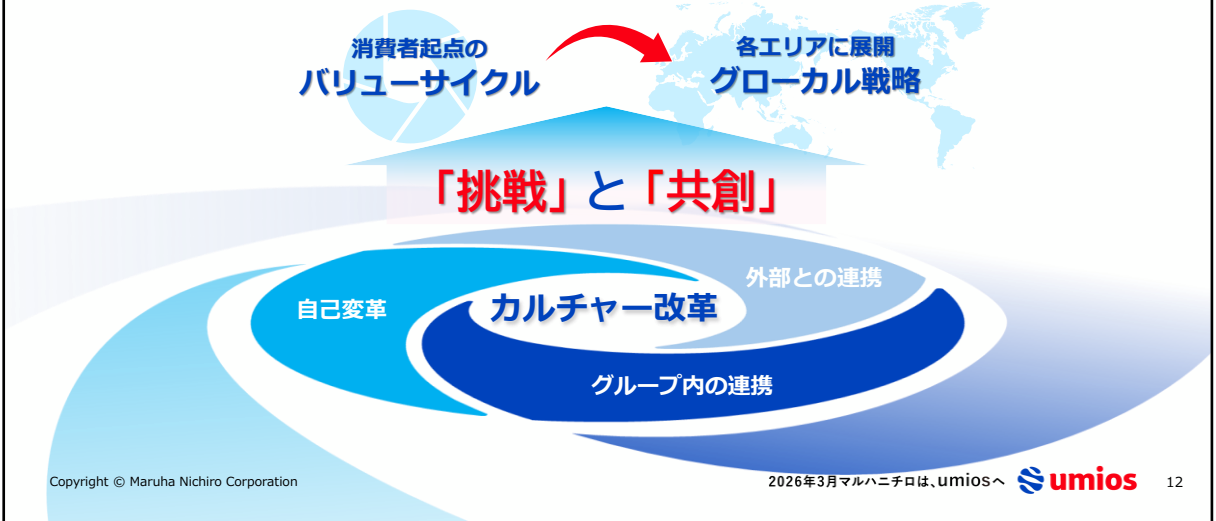 消費者起点の
バリューサイクル
各エリアに展開
グローカル戦略
「挑戦」と「共創」
外部との連携
自己変革
カルチャー改革
グループ内の連携
Copyright © Maruha Nichiro Corporation
2026年3月マルハニチロは、umiosへ
umios
12